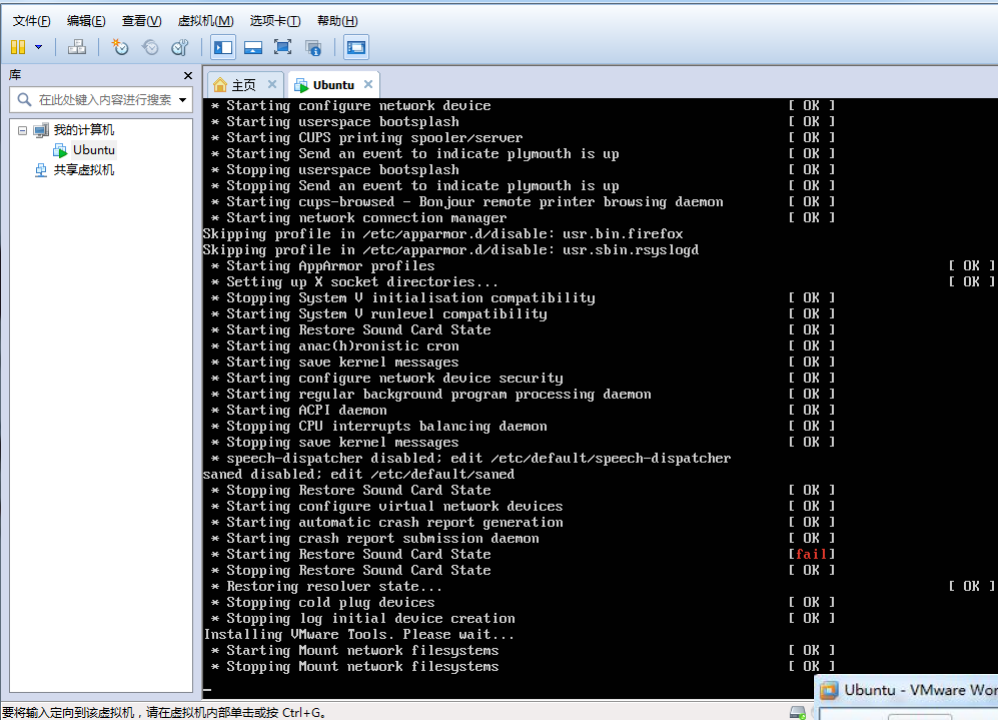 文件(F) 编辑(E) 查看(V) 虚拟机(M) 选项卡(T) 帮助(H)
库
在此处键入内容进行搜索
我的计算机
Ubuntu
共享虚拟机
主页 Ubuntu
* Starting configure network device [ OK ]
* Starting userspace bootsplash [ OK ]
* Starting CUPS printing spooler/server [ OK ]
* Starting Send an event to indicate plymouth is up [ OK ]
* Stopping userspace bootsplash [ OK ]
* Stopping Send an event to indicate plymouth is up [ OK ]
* Starting cups-browsed - Bonjour remote printer browsing daemon [ OK ]
* Starting network connection manager [ OK ]
Skipping profile in /etc/apparmor.d/disable: usr.bin.firefox
Skipping profile in /etc/apparmor.d/disable: usr.sbin.rsyslogd
* Starting AppArmor profiles [ OK ]
* Setting up X socket directories... [ OK ]
* Stopping System V initialisation compatibility [ OK ]
* Starting System V runlevel compatibility [ OK ]
* Starting Restore Sound Card State [ OK ]
* Starting anac(h)ronistic cron [ OK ]
* Starting save kernel messages [ OK ]
* Starting configure network device security [ OK ]
* Starting regular background program processing daemon [ OK ]
* Starting ACPI daemon [ OK ]
* Stopping CPU interrupts balancing daemon [ OK ]
* Stopping save kernel messages [ OK ]
* speech-dispatcher disabled; edit /etc/default/speech-dispatcher
saned disabled; edit /etc/default/saned
* Stopping Restore Sound Card State [ OK ]
* Starting configure virtual network devices [ OK ]
* Starting automatic crash report generation [ OK ]
* Starting crash report submission daemon [ OK ]
* Starting Restore Sound Card State [fail]
* Stopping Restore Sound Card State [ OK ]
* Restoring resolver state... [ OK ]
* Stopping cold plug devices [ OK ]
* Stopping log initial device creation [ OK ]
Installing VMware Tools. Please wait...
* Starting Mount network filesystems [ OK ]
* Stopping Mount network filesystems [ OK ]
Ubuntu - VMware Wor
要将输入定向到该虚拟机，请在虚拟机内部单击或按 Ctrl+G。